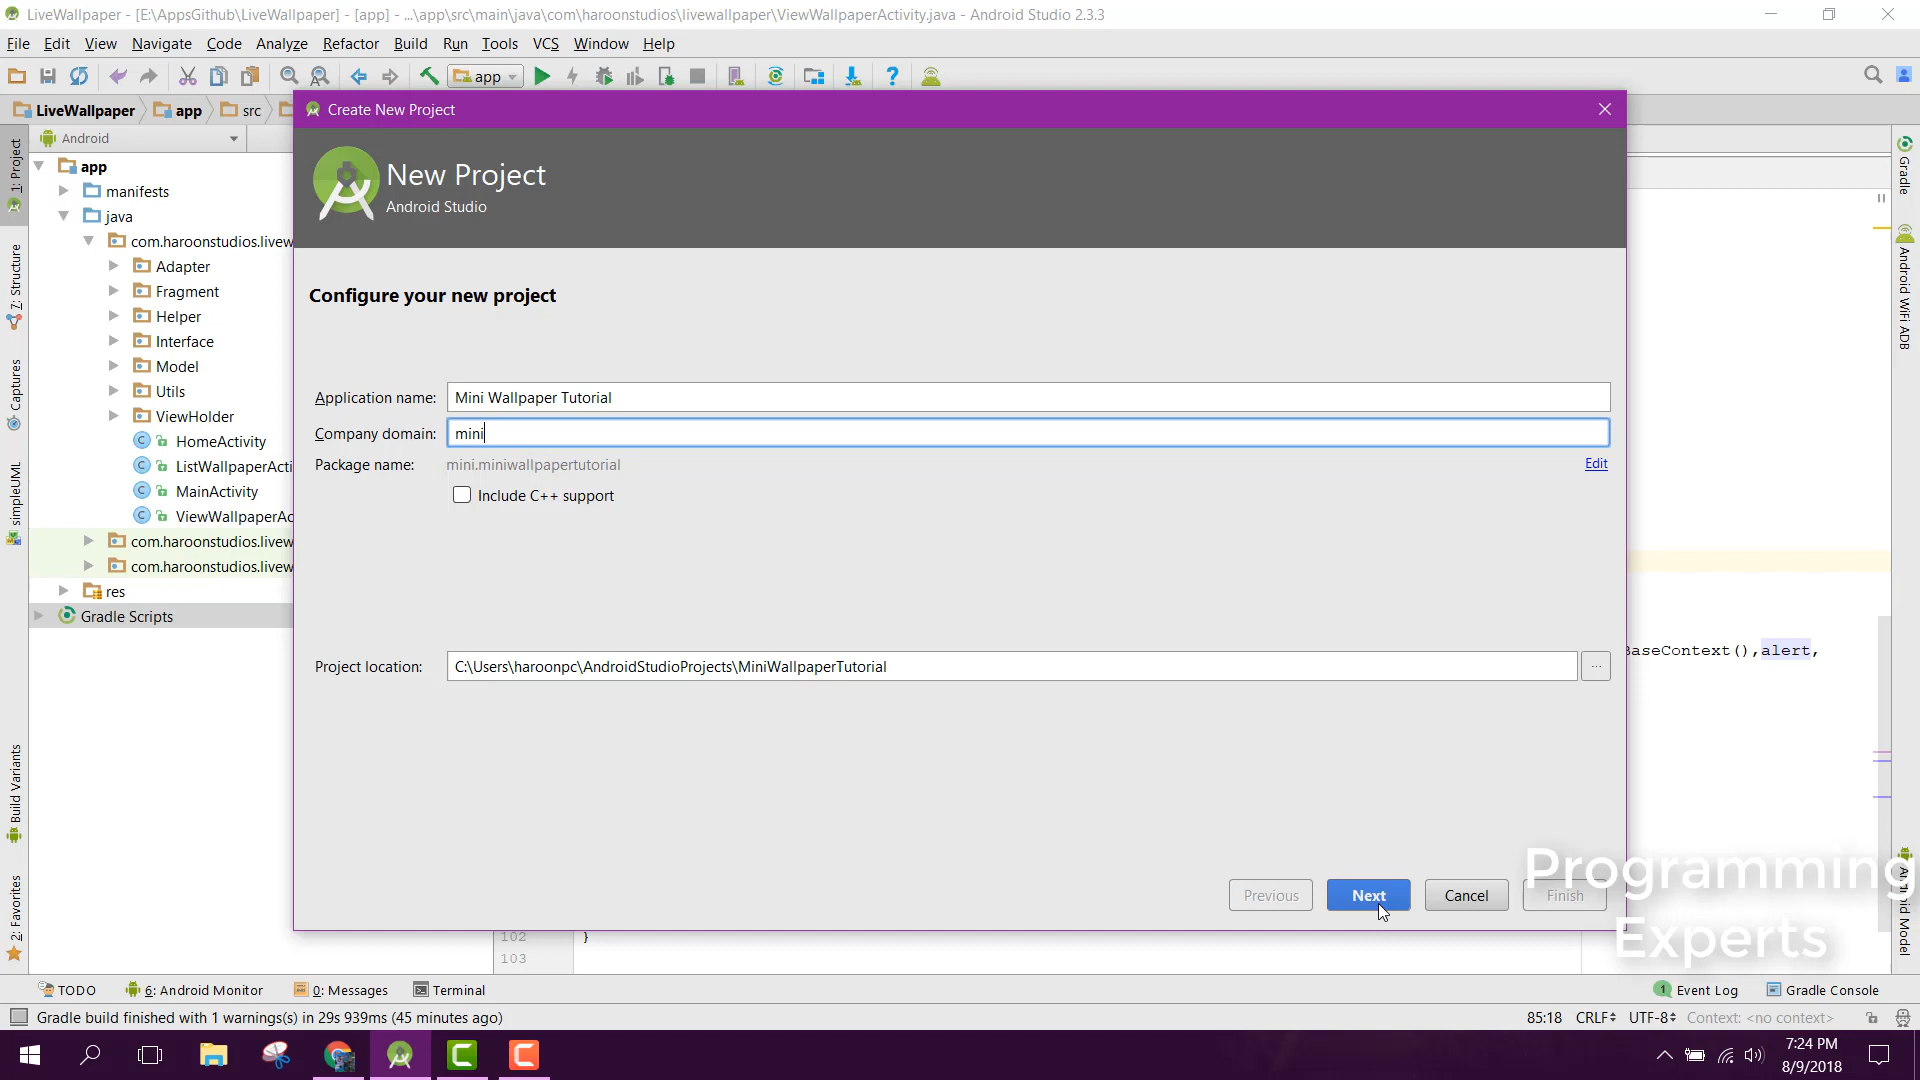 LiveWallpaper - [E:\AppsGithub\LiveWallpaper] - [app] - ...\app\src\main\java\com\haroonstudios\livewallpaper\ViewWallpaperActivity.java - Android Studio 2.3.3
File Edit View Navigate Code Analyze Refactor Build Run Tools VCS Window Help
app
LiveWallpaper app src
Create New Project
Android
New Project
Android Studio
1: Project
7: Structure
Captures
simpleUML
Build Variants
2: Favorites
app
manifests
java
com.haroonstudios.livew
Adapter
Fragment
Helper
Interface
Model
Utils
ViewHolder
HomeActivity
ListWallpaperActi
MainActivity
ViewWallpaperAc
com.haroonstudios.livew
com.haroonstudios.livew
res
Gradle Scripts
Configure your new project
Application name: Mini Wallpaper Tutorial
Company domain: mini
Package name: mini.miniwallpapertutorial Edit
Include C++ support
Project location: C:\Users\haroonpc\AndroidStudioProjects\MiniWallpaperTutorial ...
Previous Next Cancel Finish
BaseContext(),alert,
Gradle
Android WiFi ADB
Android Model
Programming
Experts
102 }
103
TODO 6: Android Monitor 0: Messages Terminal 1 Event Log Gradle Console
Gradle build finished with 1 warnings(s) in 29s 939ms (45 minutes ago) 85:18 CRLF UTF-8 Context: <no context>
7:24 PM
8/9/2018